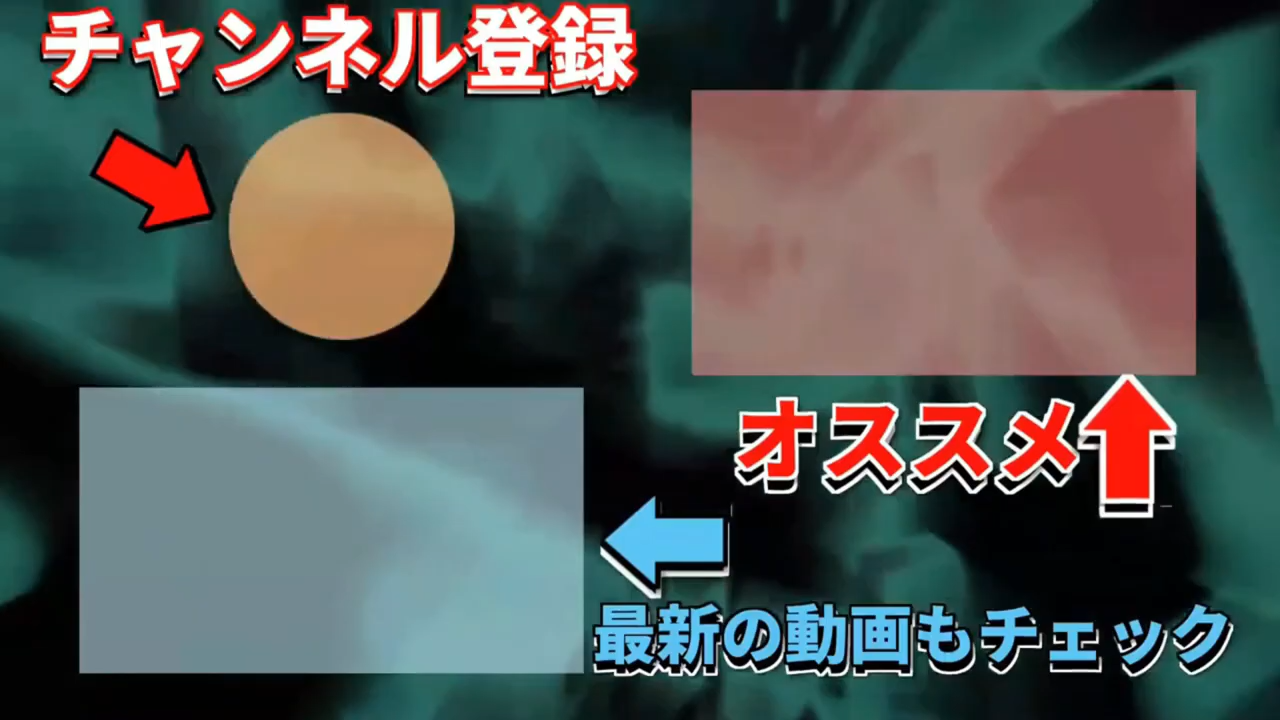 チャンネル登録
オススメ
最新の動画もチェック